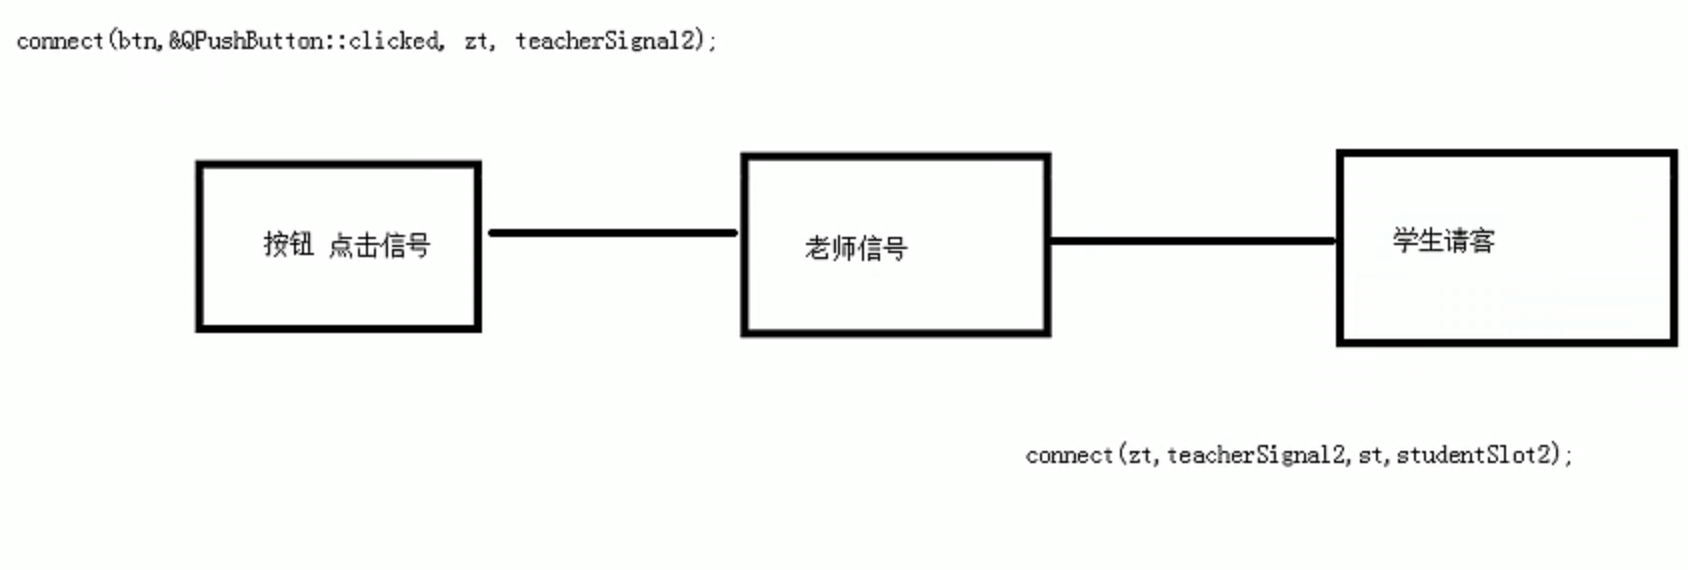 connect(btn,&QPushButton::clicked, zt, teacherSignal2);
按钮 点击信号
老师信号
学生请客
connect(zt,teacherSignal2,st,studentSlot2);